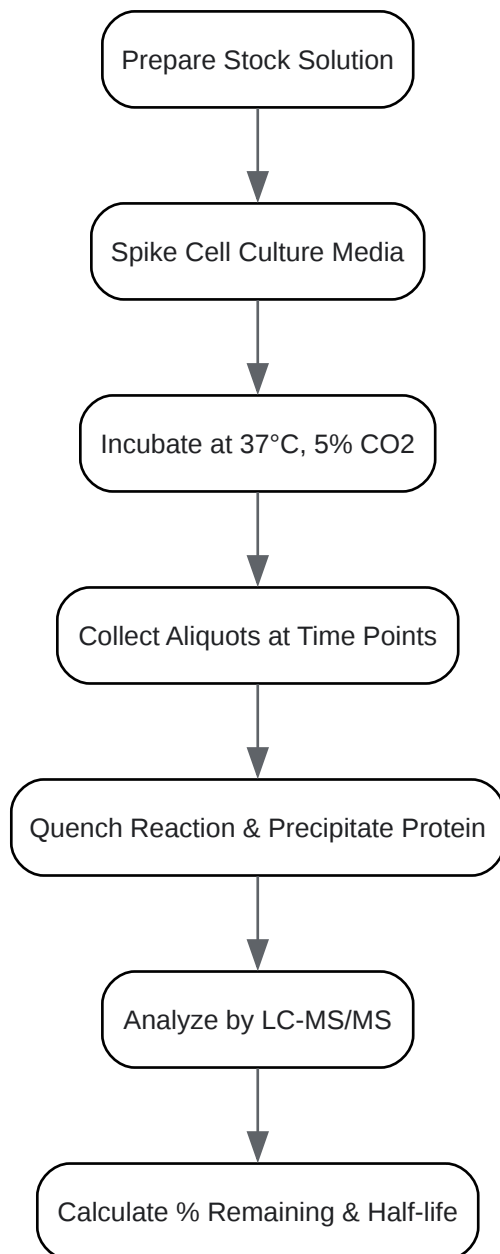 Prepare Stock Solution
Spike Cell Culture Media
Incubate at 37°C, 5% CO2
Collect Aliquots at Time Points
Quench Reaction & Precipitate Protein
Analyze by LC-MS/MS
Calculate % Remaining & Half-life